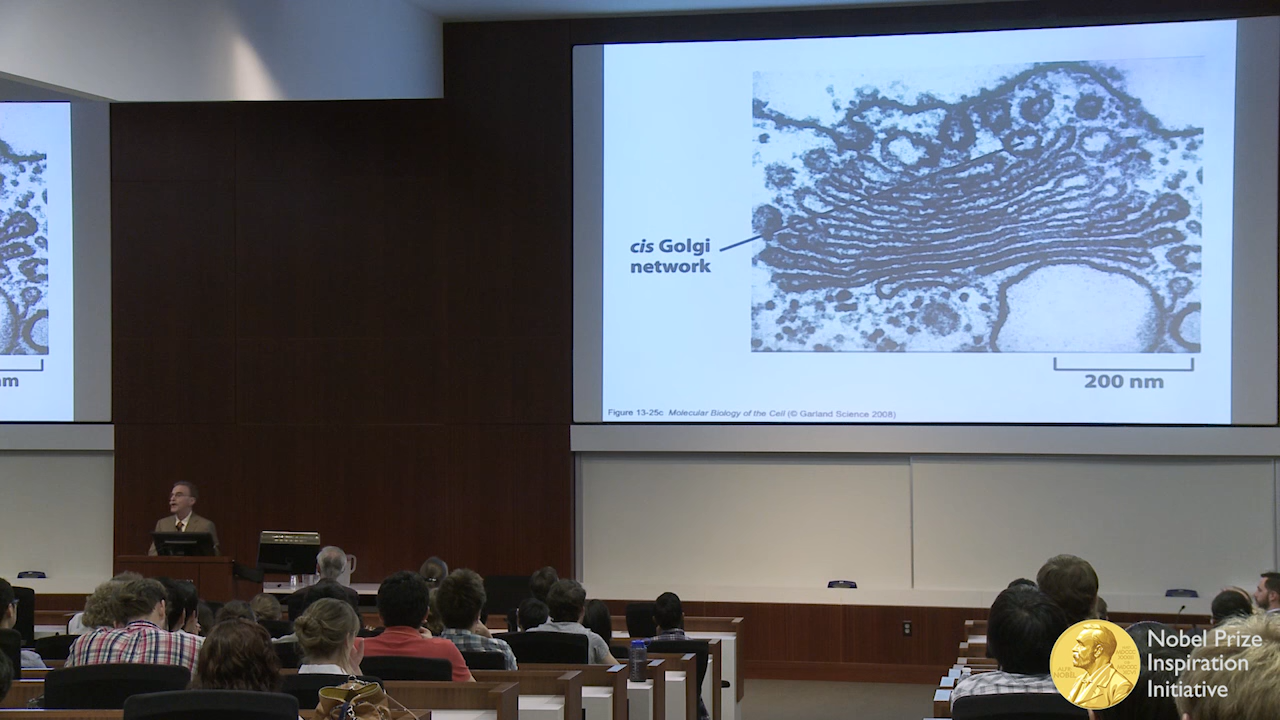 cis Golgi
network
200 nm
Figure 13-25c Molecular Biology of the Cell (© Garland Science 2008)
nm
Nobel Prize
Inspiration
Initiative